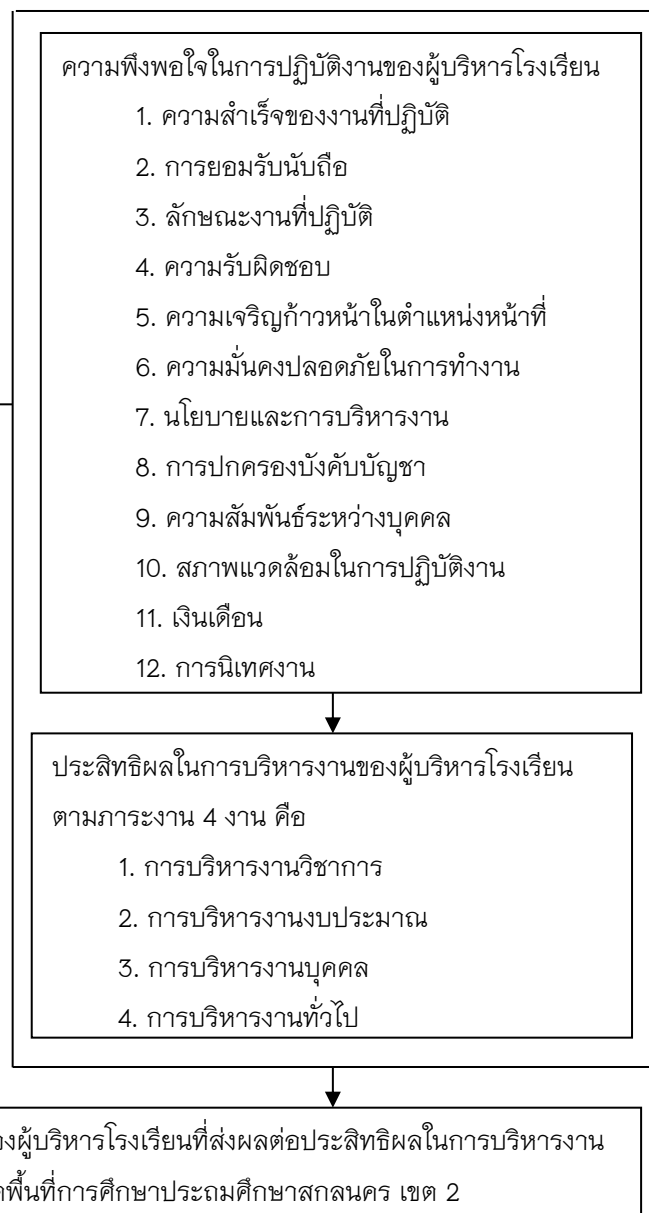 ความพึงพอใจในการปฏิบัติงานของผู้บริหารโรงเรียน
1. ความสำเร็จของงานที่ปฏิบัติ
2. การยอมรับนับถือ
3. ลักษณะงานที่ปฏิบัติ
4. ความรับผิดชอบ
5. ความเจริญก้าวหน้าในตำแหน่งหน้าที่
6. ความมั่นคงปลอดภัยในการทำงาน
7. นโยบายและการบริหารงาน
8. การปกครองบังคับบัญชา
9. ความสัมพันธ์ระหว่างบุคคล
10. สภาพแวดล้อมในการปฏิบัติงาน
11. เงินเดือน
12. การนิเทศงาน
ประสิทธิผลในการบริหารงานของผู้บริหารโรงเรียน
ตามภาระงาน 4 งาน คือ
1. การบริหารงานวิชาการ
2. การบริหารงานงบประมาณ
3. การบริหารงานบุคคล
4. การบริหารงานทั่วไป
องผู้บริหารโรงเรียนที่ส่งผลต่อประสิทธิผลในการบริหารงาน
พื้นที่การศึกษาประถมศึกษาสกลนคร เขต 2